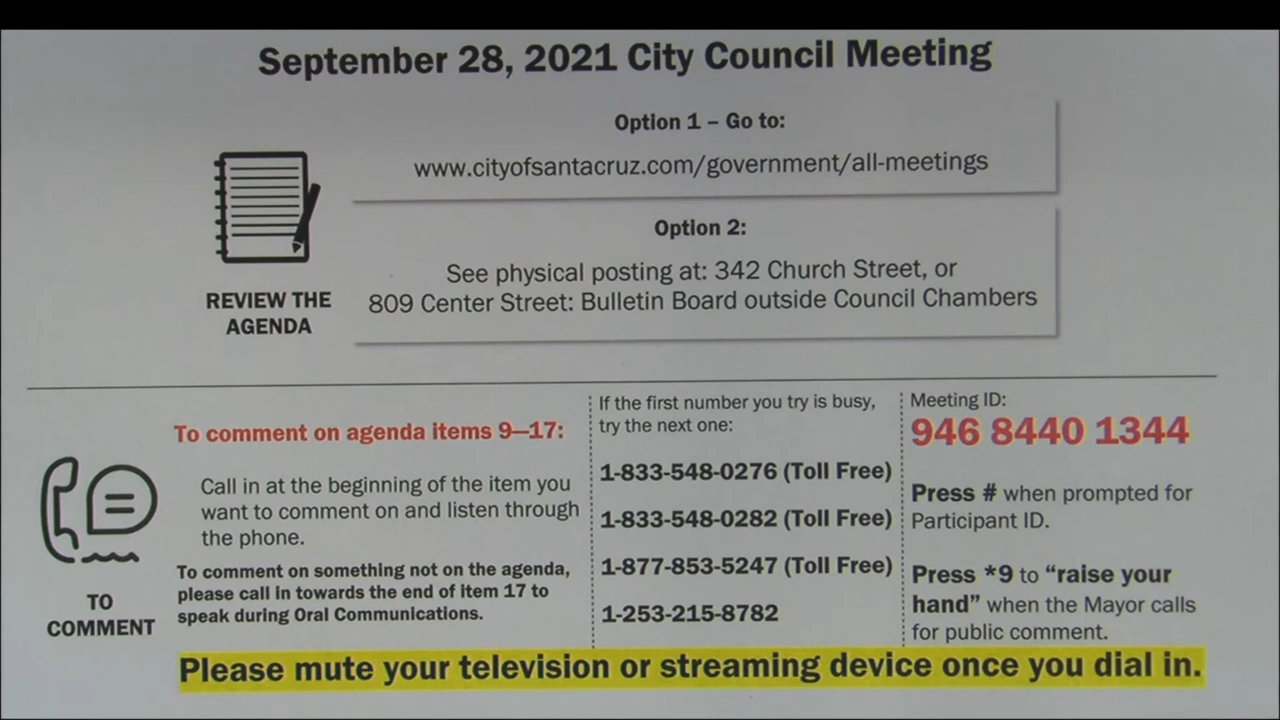 September 28, 2021 City Council Meeting
Option 1 – Go to:
www.cityofsantacruz.com/government/all-meetings
Option 2:
See physical posting at: 342 Church Street, or
809 Center Street: Bulletin Board outside Council Chambers
REVIEW THE
AGENDA
To comment on agenda items 9—17:
Call in at the beginning of the item you
want to comment on and listen through
the phone.
To comment on something not on the agenda,
please call in towards the end of item 17 to
speak during Oral Communications.
TO
COMMENT
If the first number you try is busy,
try the next one:
1-833-548-0276 (Toll Free)
1-833-548-0282 (Toll Free)
1-877-853-5247 (Toll Free)
1-253-215-8782
Meeting ID:
946 8440 1344
Press # when prompted for
Participant ID.
Press *9 to “raise your
hand” when the Mayor calls
for public comment.
Please mute your television or streaming device once you dial in.